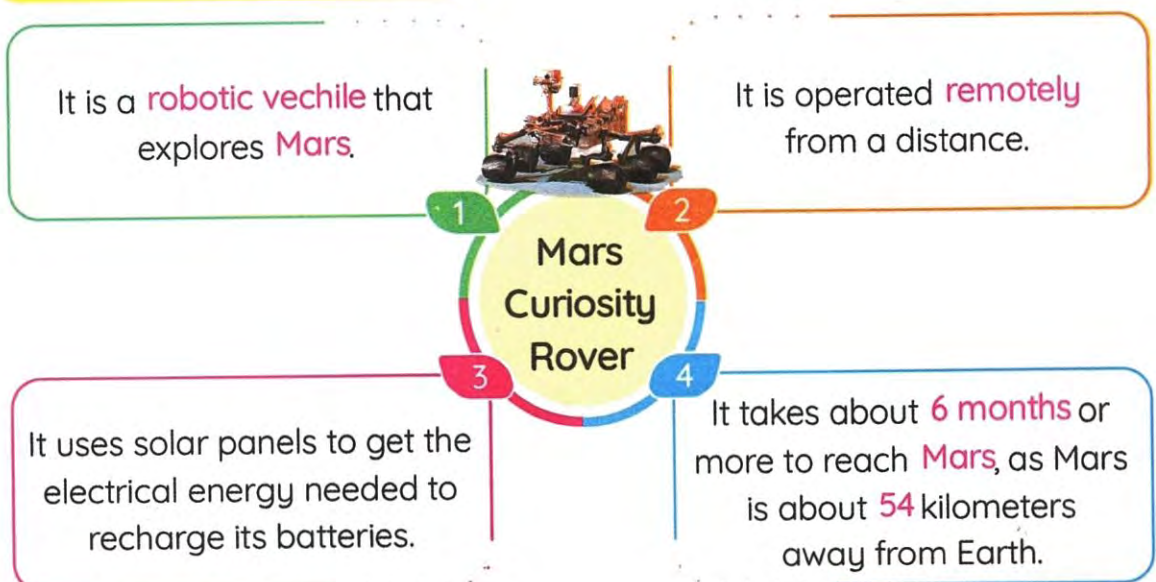 It is a robotic vechile that
explores Mars.
1
It is operated remotely
from a distance.
2
Mars
Curiosity
Rover
3
It uses solar panels to get the
electrical energy needed to
recharge its batteries.
4
It takes about 6 months or
more to reach Mars, as Mars
is about 54 kilometers
away from Earth.